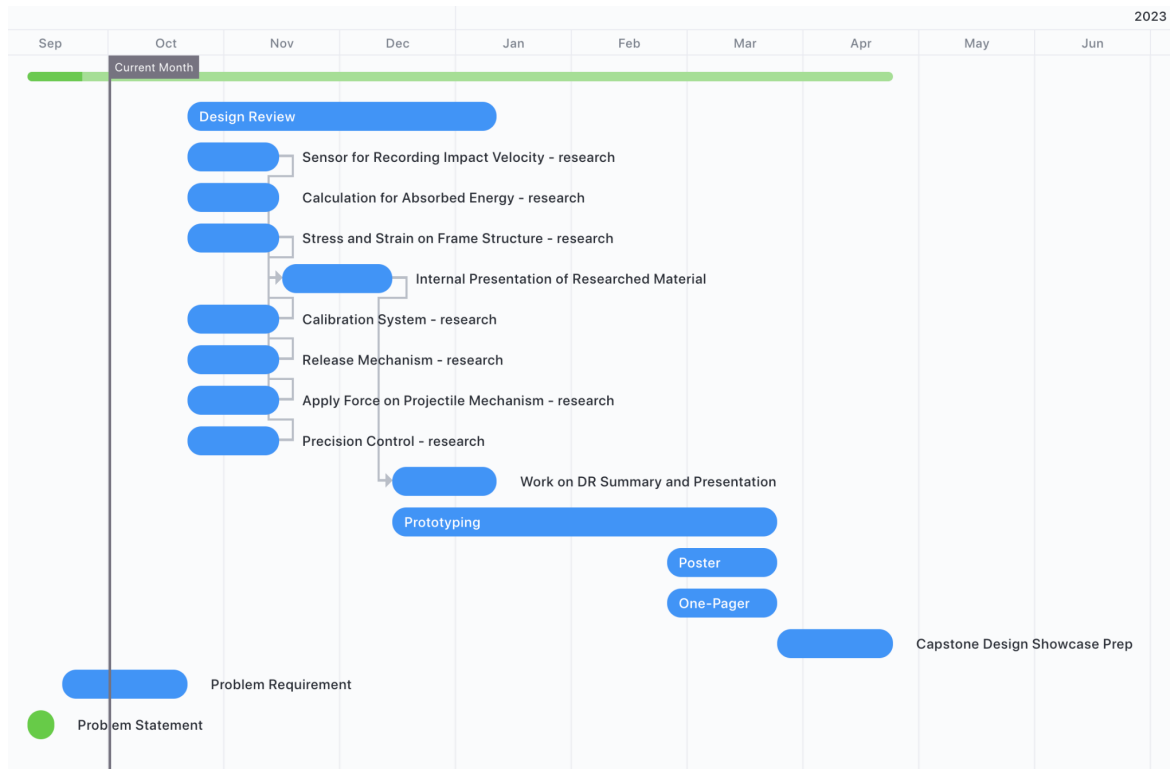 2023
Sep Oct Nov Dec Jan Feb Mar Apr May Jun
Current Month
Design Review
Sensor for Recording Impact Velocity - research
Calculation for Absorbed Energy - research
Stress and Strain on Frame Structure - research
Internal Presentation of Researched Material
Calibration System - research
Release Mechanism - research
Apply Force on Projectile Mechanism - research
Precision Control - research
Work on DR Summary and Presentation
Prototyping
Poster
One-Pager
Capstone Design Showcase Prep
Problem Requirement
Problem Statement